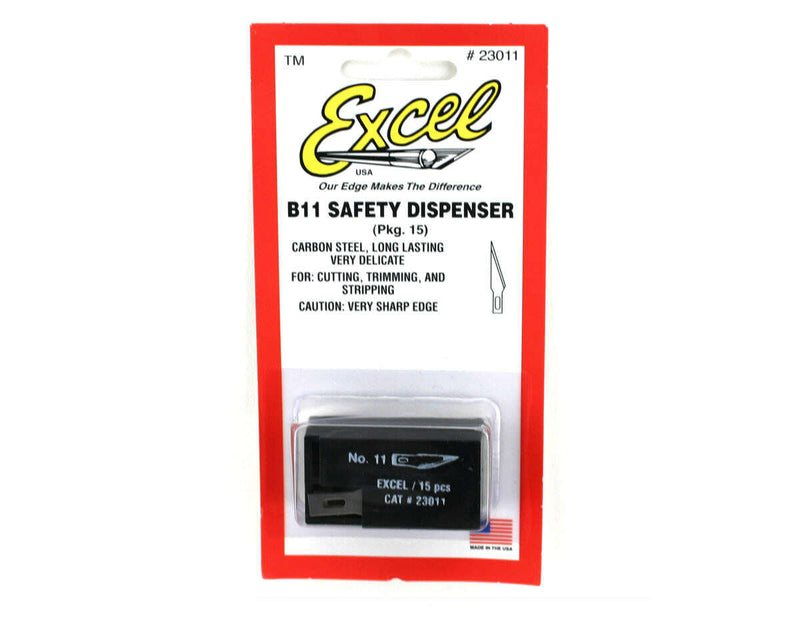 TM
# 23011
Excel
USA
Our Edge Makes The Difference
B11 SAFETY DISPENSER
(Pkg. 15)
CARBON STEEL, LONG LASTING
VERY DELICATE
FOR: CUTTING, TRIMMING, AND
STRIPPING
CAUTION: VERY SHARP EDGE
No. 11
EXCEL / 15 pcs
CAT # 23011
MADE IN THE USA